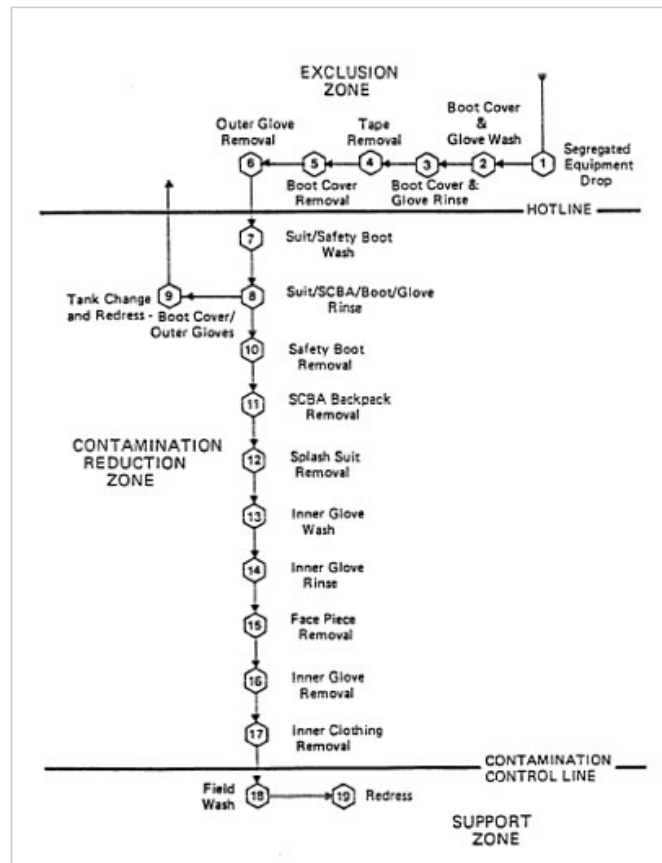 EXCLUSION
ZONE
Boot Cover
&
Glove Wash
Outer Glove
Removal
Tape
Removal
Segregated
Equipment
Drop
6
5
4
3
2
1
Boot Cover
Removal
Boot Cover &
Glove Rinse
HOTLINE
7
Suit/Safety Boot
Wash
Tank Change
and Redress - Boot Cover/
Outer Gloves
9
8
Suit/SCBA/Boot/Glove
Rinse
10
Safety Boot
Removal
11
SCBA Backpack
Removal
CONTAMINATION
REDUCTION
ZONE
12
Splash Suit
Removal
13
Inner Glove
Wash
14
Inner Glove
Rinse
15
Face Piece
Removal
16
Inner Glove
Removal
17
Inner Clothing
Removal
CONTAMINATION
CONTROL LINE
Field
Wash
18
19
Redress
SUPPORT
ZONE